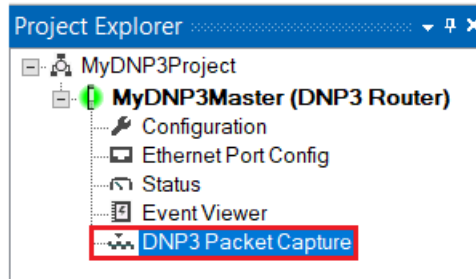 Project Explorer
MyDNP3Project
MyDNP3Master (DNP3 Router)
Configuration
Ethernet Port Config
Status
Event Viewer
DNP3 Packet Capture